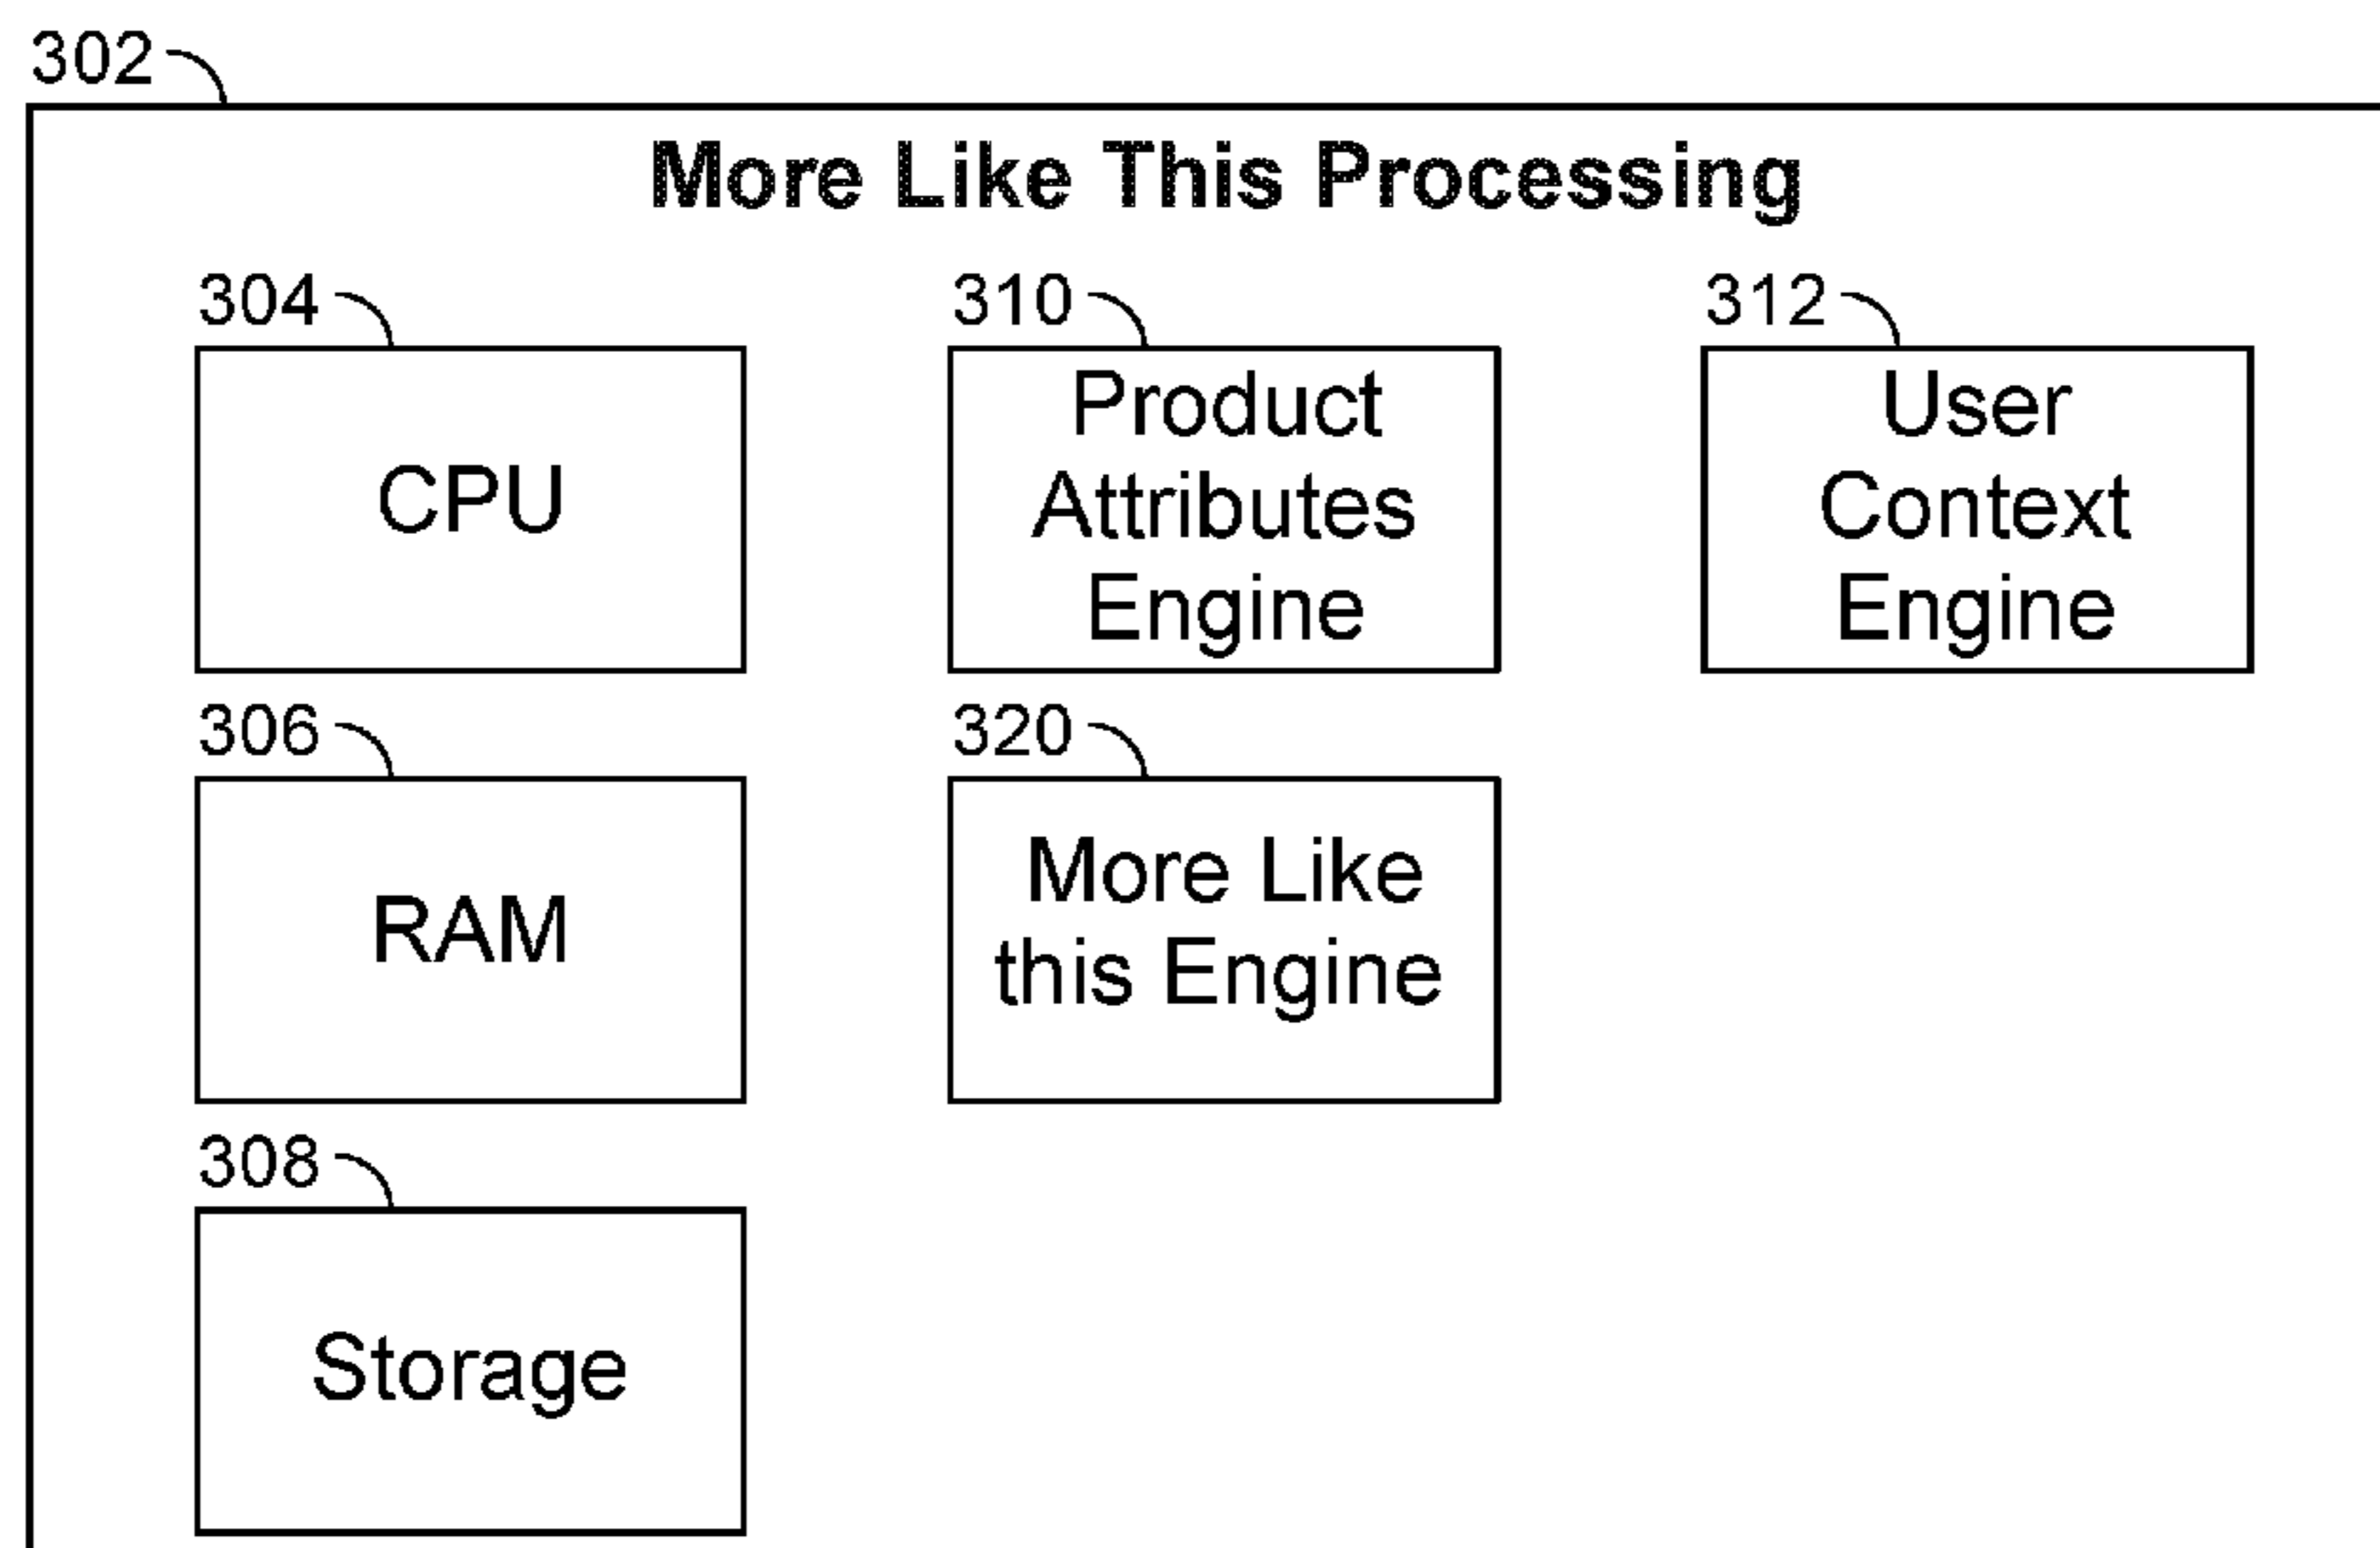 302
More Like This Processing
304
310
312
CPU
Product
Attributes
Engine
User
Context
Engine
306
320
RAM
More Like
this Engine
308
Storage